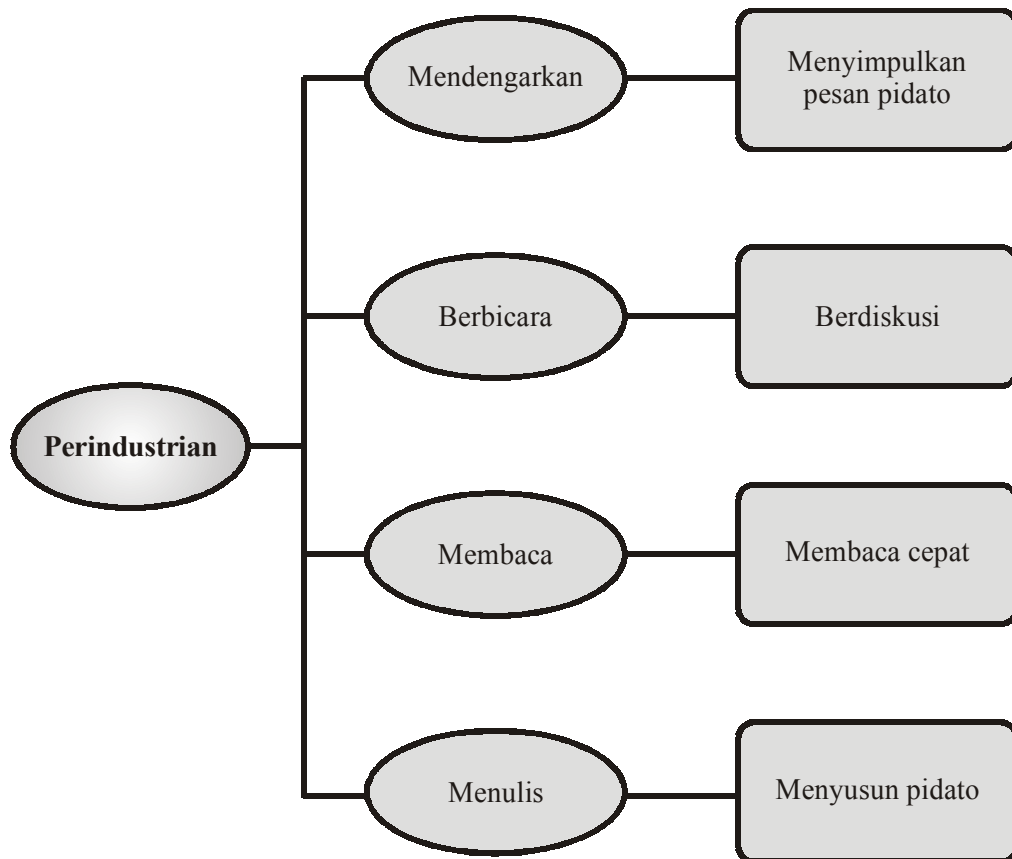 Mendengarkan
Menyimpulkan
pesan pidato
Berbicara
Berdiskusi
Perindustrian
Membaca
Membaca cepat
Menulis
Menyusun pidato